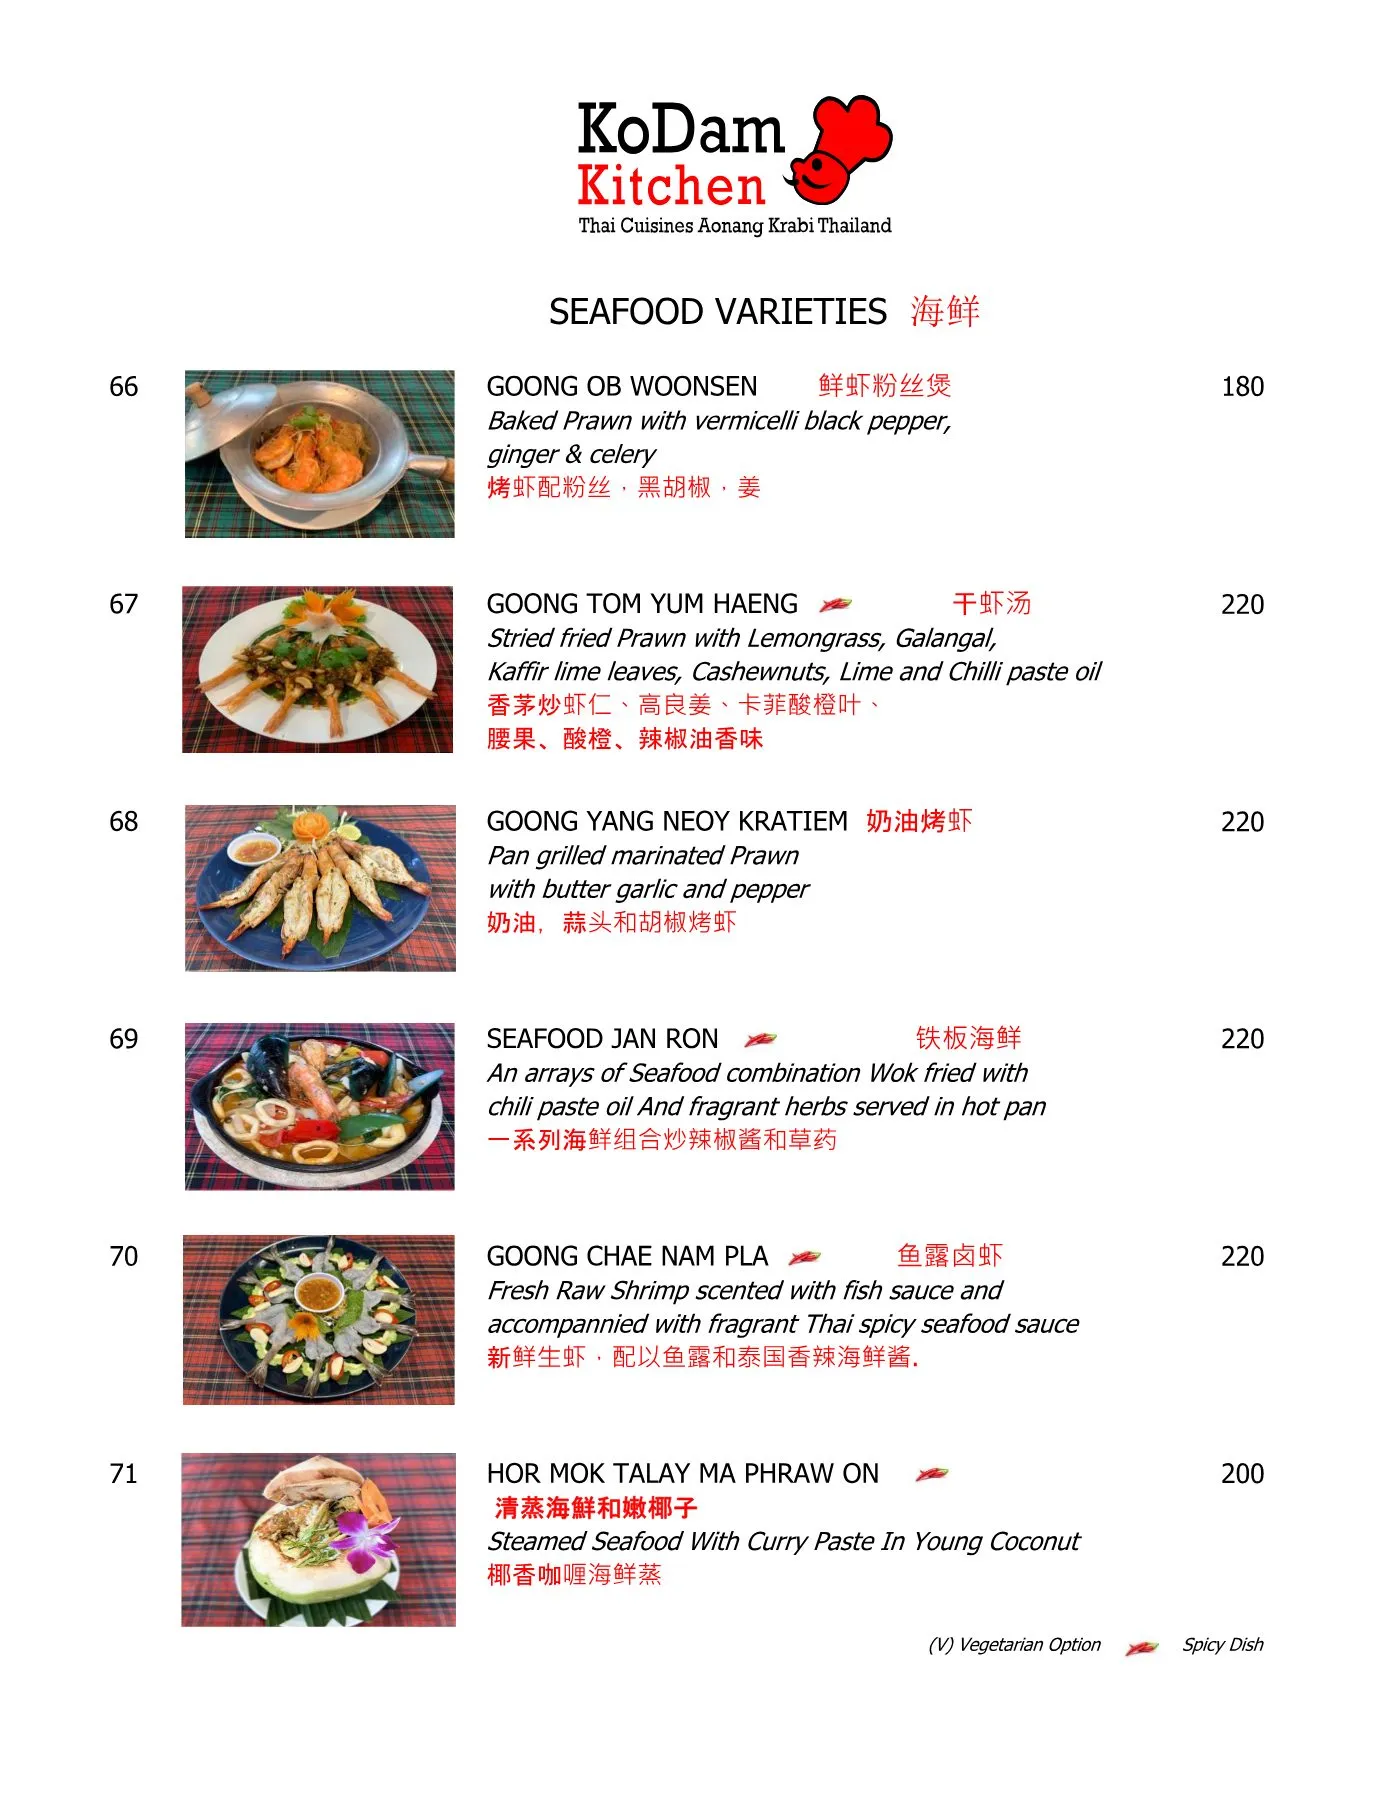 KoDam
Kitchen
Thai Cuisines Aonang Krabi Thailand
SEAFOOD VARIETIES 海鲜
66 GOONG OB WOONSEN 鲜虾粉丝煲 180
Baked Prawn with vermicelli black pepper,
ginger & celery
烤虾配粉丝，黑胡椒，姜
67 GOONG TOM YUM HAENG 干虾汤 220
Stried fried Prawn with Lemongrass, Galangal,
Kaffir lime leaves, Cashewnuts, Lime and Chilli paste oil
香茅炒虾仁、高良姜、卡菲酸橙叶、
腰果、酸橙、辣椒油香味
68 GOONG YANG NEOY KRATIEM 奶油烤虾 220
Pan grilled marinated Prawn
with butter garlic and pepper
奶油，蒜头和胡椒烤虾
69 SEAFOOD JAN RON 铁板海鲜 220
An arrays of Seafood combination Wok fried with
chili paste oil And fragrant herbs served in hot pan
一系列海鲜组合炒辣椒酱和草药
70 GOONG CHAE NAM PLA 鱼露卤虾 220
Fresh Raw Shrimp scented with fish sauce and
accompannied with fragrant Thai spicy seafood sauce
新鲜生虾，配以鱼露和泰国香辣海鲜酱.
71 HOR MOK TALAY MA PHRAW ON 200
清蒸海鮮和嫩椰子
Steamed Seafood With Curry Paste In Young Coconut
椰香咖喱海鲜蒸
(V) Vegetarian Option Spicy Dish